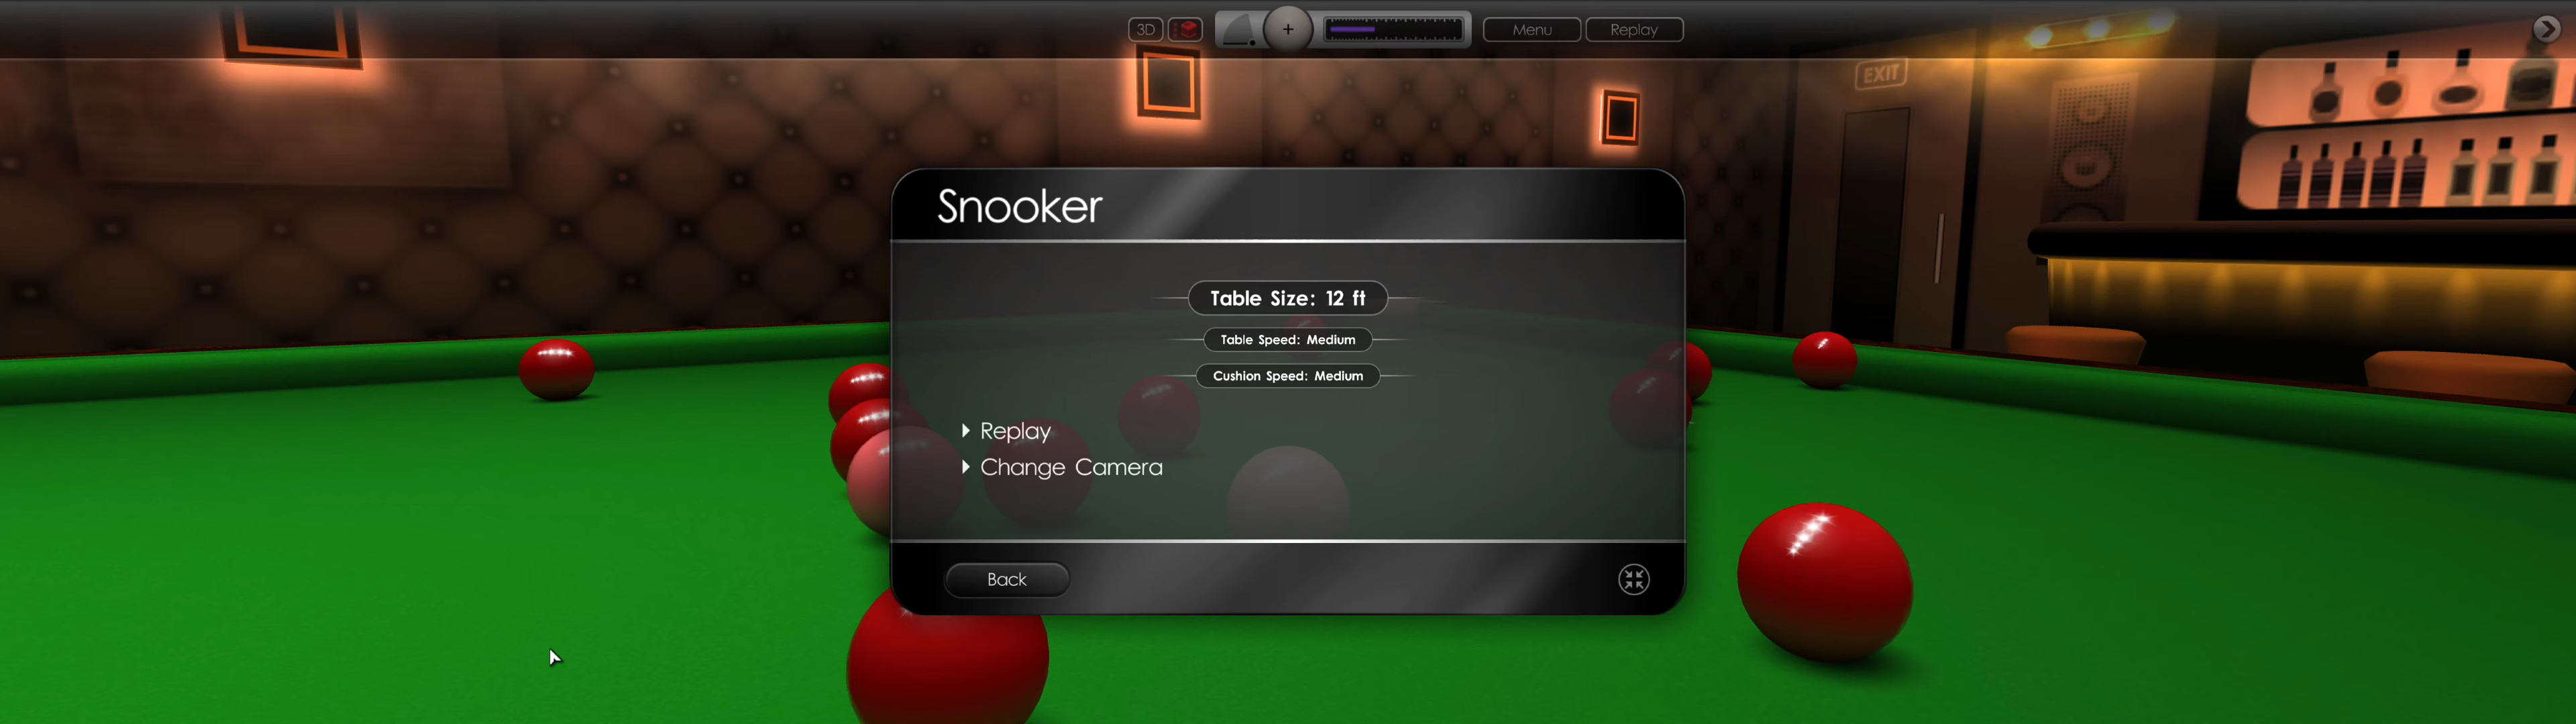 3D
Menu
Replay
EXIT
Snooker
Table Size: 12 ft
Table Speed: Medium
Cushion Speed: Medium
Replay
Change Camera
Back